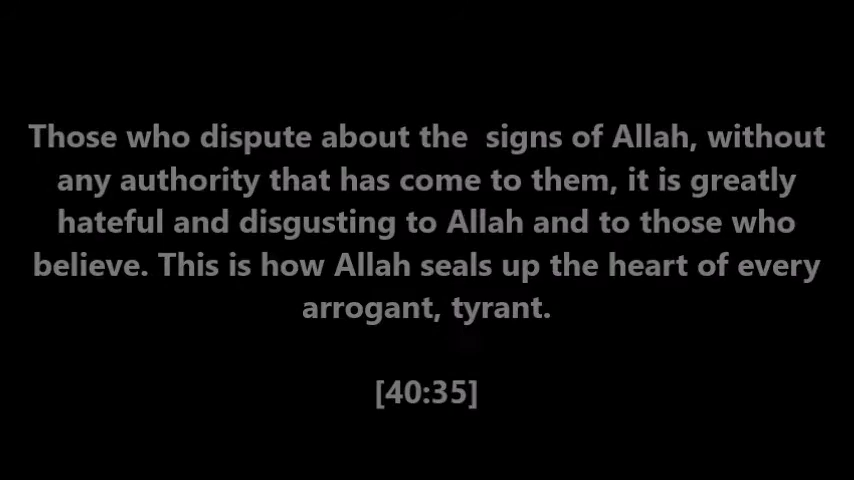 Those who dispute about the  signs of Allah, without
any authority that has come to them, it is greatly
hateful and disgusting to Allah and to those who
believe. This is how Allah seals up the heart of every
arrogant, tyrant.
[40:35]